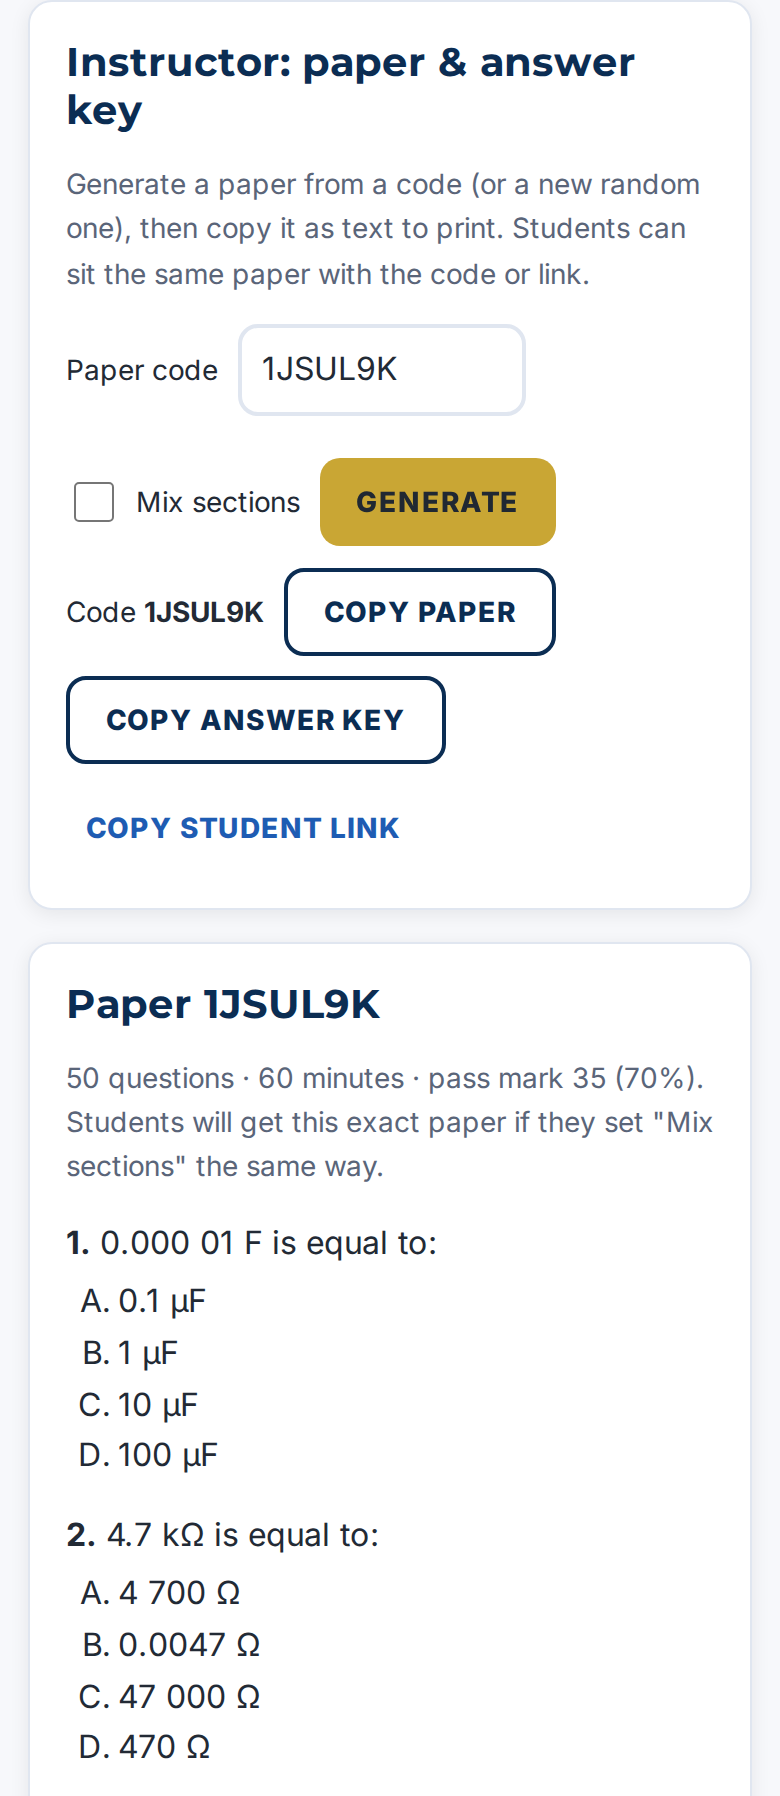 Instructor: paper & answer
key
Generate a paper from a code (or a new random
one), then copy it as text to print. Students can
sit the same paper with the code or link.
Paper code 1JSUL9K
Mix sections GENERATE
Code 1JSUL9K COPY PAPER
COPY ANSWER KEY
COPY STUDENT LINK
Paper 1JSUL9K
50 questions · 60 minutes · pass mark 35 (70%).
Students will get this exact paper if they set "Mix
sections" the same way.
1. 0.000 01 F is equal to:
A. 0.1 µF
B. 1 µF
C. 10 µF
D. 100 µF
2. 4.7 kΩ is equal to:
A. 4 700 Ω
B. 0.0047 Ω
C. 47 000 Ω
D. 470 Ω